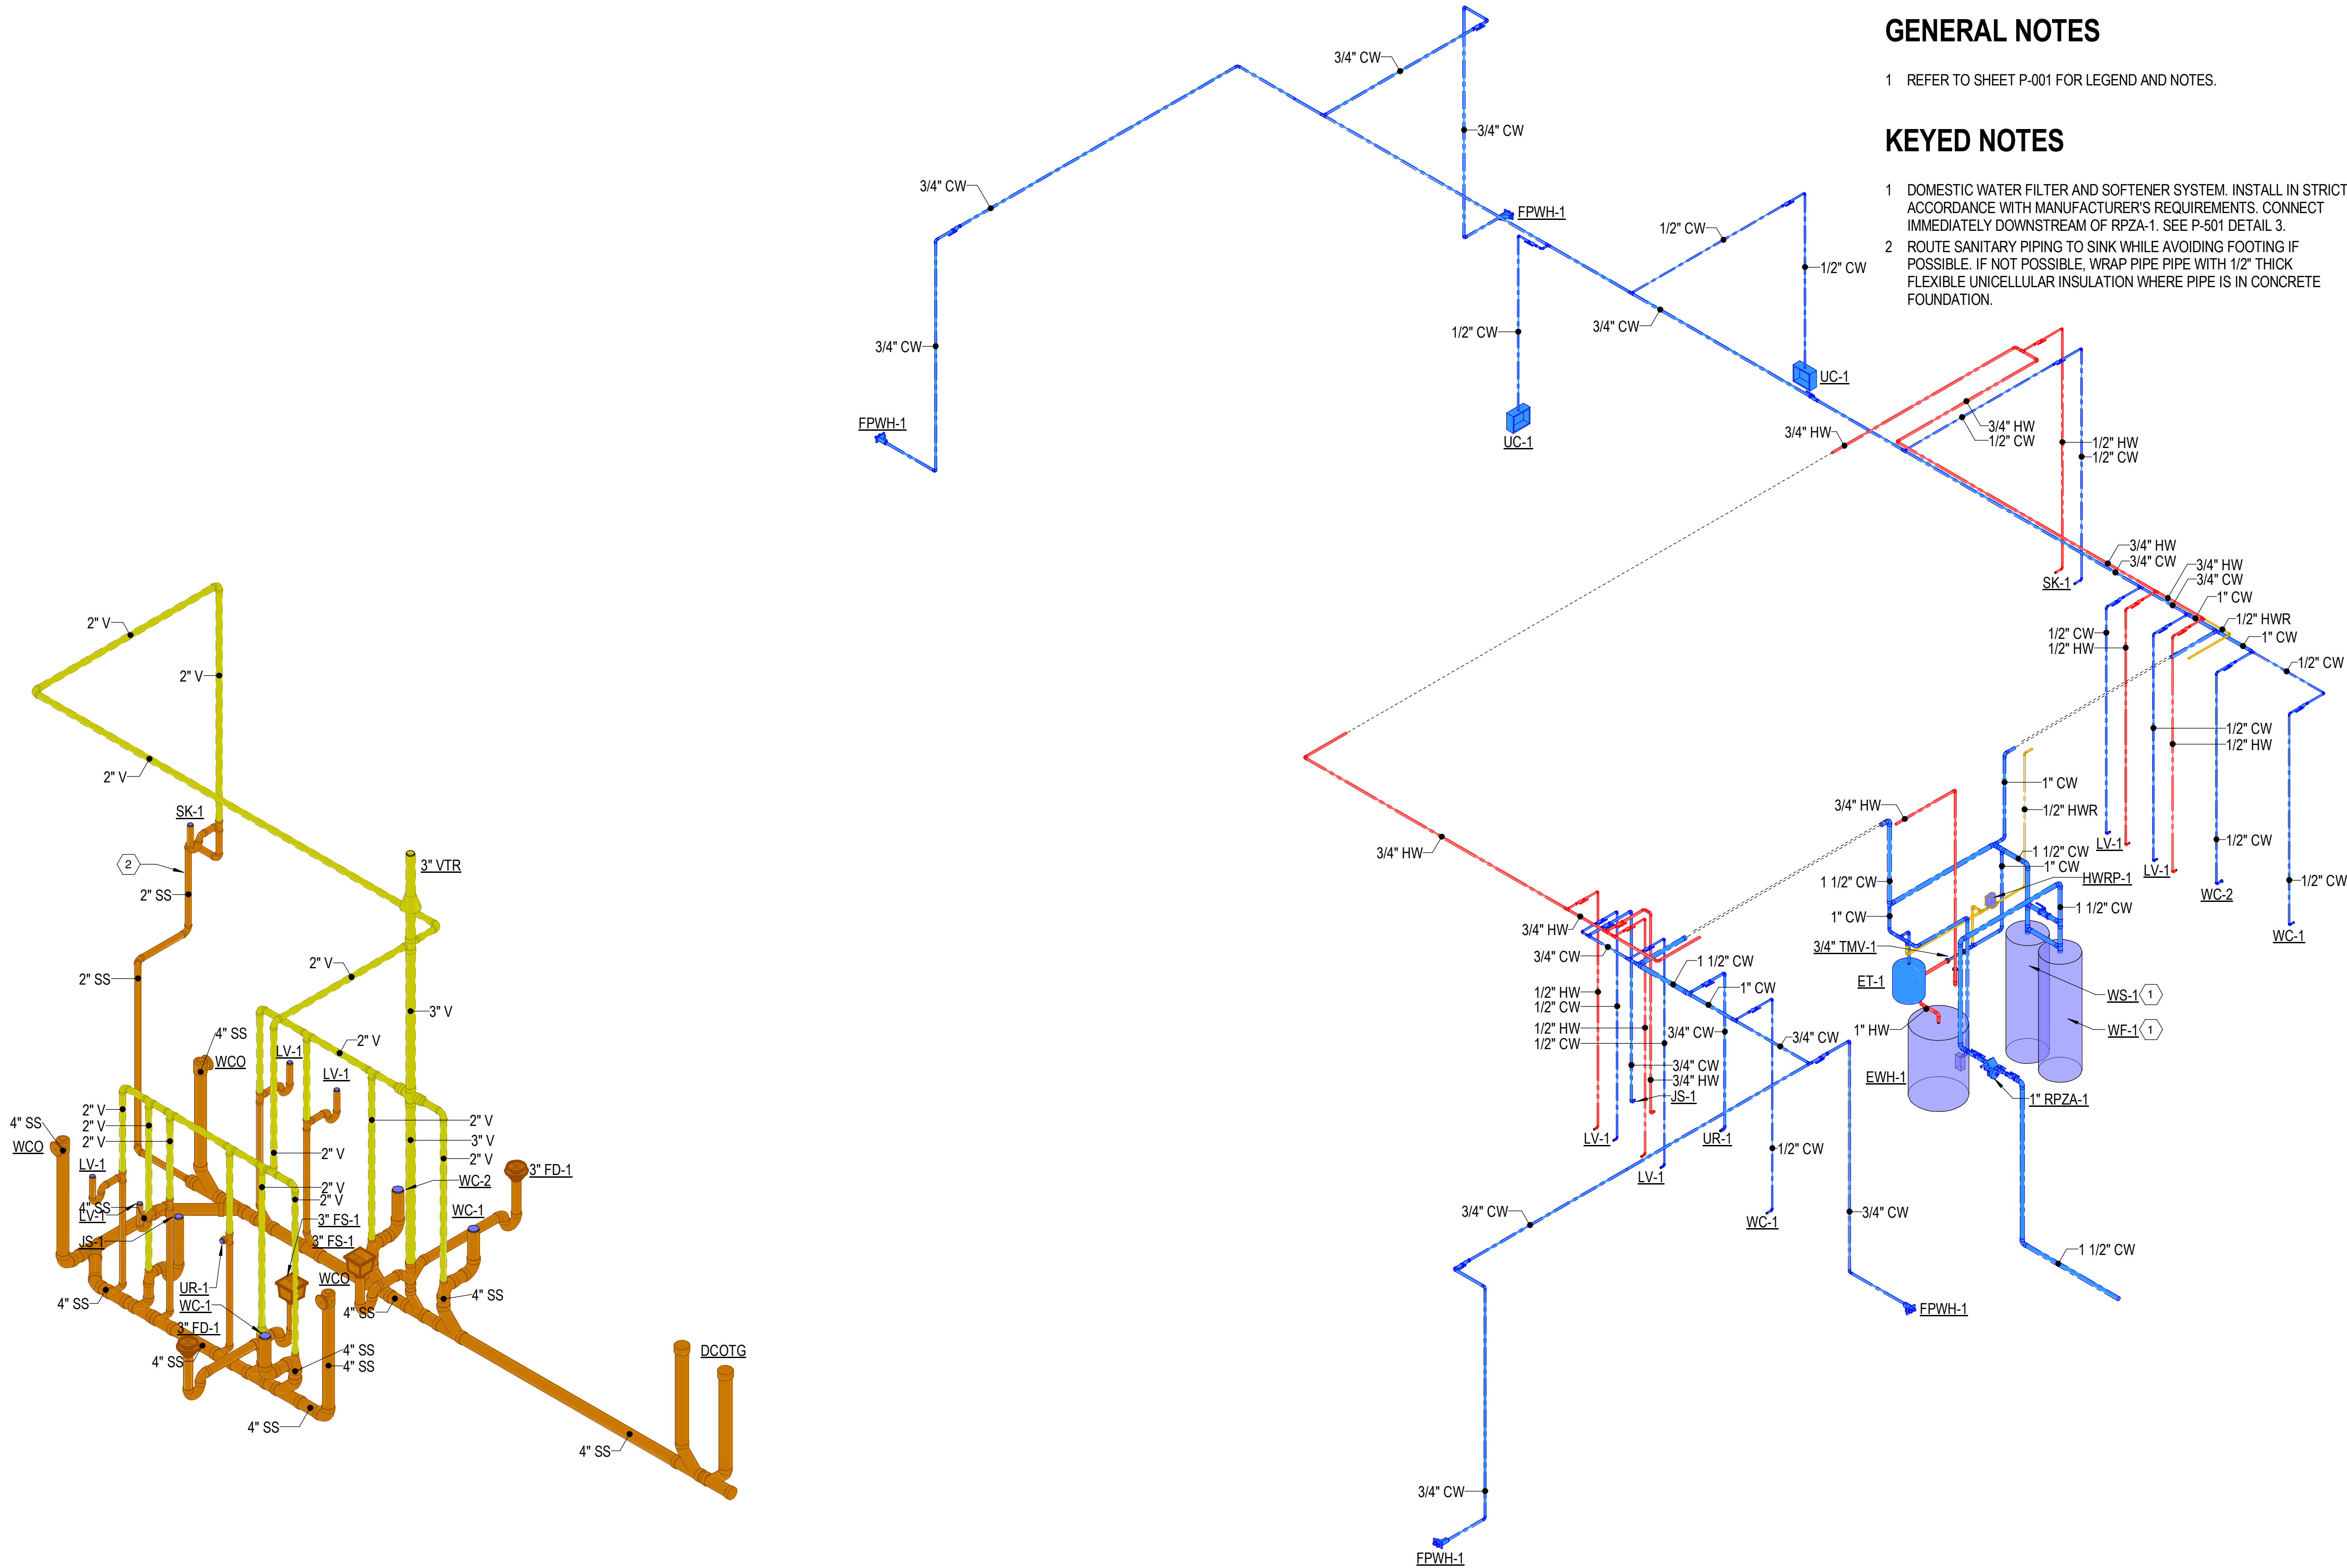 GENERAL NOTES
1 REFER TO SHEET P-001 FOR LEGEND AND NOTES.
KEYED NOTES
1 DOMESTIC WATER FILTER AND SOFTENER SYSTEM. INSTALL IN STRICT
ACCORDANCE WITH MANUFACTURER'S REQUIREMENTS. CONNECT
IMMEDIATELY DOWNSTREAM OF RPZA-1. SEE P-501 DETAIL 3.
2 ROUTE SANITARY PIPING TO SINK WHILE AVOIDING FOOTING IF
POSSIBLE. IF NOT POSSIBLE, WRAP PIPE PIPE WITH 1/2" THICK
FLEXIBLE UNICELLULAR INSULATION WHERE PIPE IS IN CONCRETE
FOUNDATION.
2" V
2" V
2" V
SK-1
2
2" SS
3" VTR
2" SS
2" V
3" V
4" SS
WCO
2" V
LV-1
LV-1
2" V
2" V
2" V
4" SS
WCO
2" V
3" V
2" V
2" V
LV-1
3" FD-1
WC-2
2" V
2" V
4" SS
LV-1
WC-1
3" FS-1
JS-1
3" FS-1
UR-1
WCO
4" SS
WC-1
4" SS
4" SS
3" FD-1
4" SS
4" SS
4" SS
DCOTG
4" SS
4" SS
3/4" CW
3/4" CW
3/4" CW
FPWH-1
1/2" CW
1/2" CW
3/4" CW
1/2" CW
3/4" CW
UC-1
FPWH-1
UC-1
3/4" HW
3/4" HW
1/2" CW
1/2" HW
1/2" CW
SK-1
3/4" HW
3/4" CW
3/4" HW
3/4" CW
1" CW
1/2" HWR
1" CW
1/2" CW
1/2" HW
1/2" CW
1/2" CW
1/2" HW
LV-1
LV-1
1/2" CW
WC-2
1/2" CW
WC-1
1" CW
1/2" HWR
3/4" HW
3/4" HW
1 1/2" CW
1" CW
HWRP-1
1 1/2" CW
1" CW
1 1/2" CW
3/4" TMV-1
ET-1
WS-1 1
WF-1 1
1" HW
EWH-1
1" RPZA-1
3/4" HW
3/4" CW
1 1/2" CW
1" CW
1/2" HW
1/2" CW
1/2" HW
1/2" CW
3/4" CW
3/4" CW
3/4" CW
3/4" HW
JS-1
LV-1
UR-1
LV-1
1/2" CW
WC-1
3/4" CW
3/4" CW
1 1/2" CW
FPWH-1
3/4" CW
FPWH-1